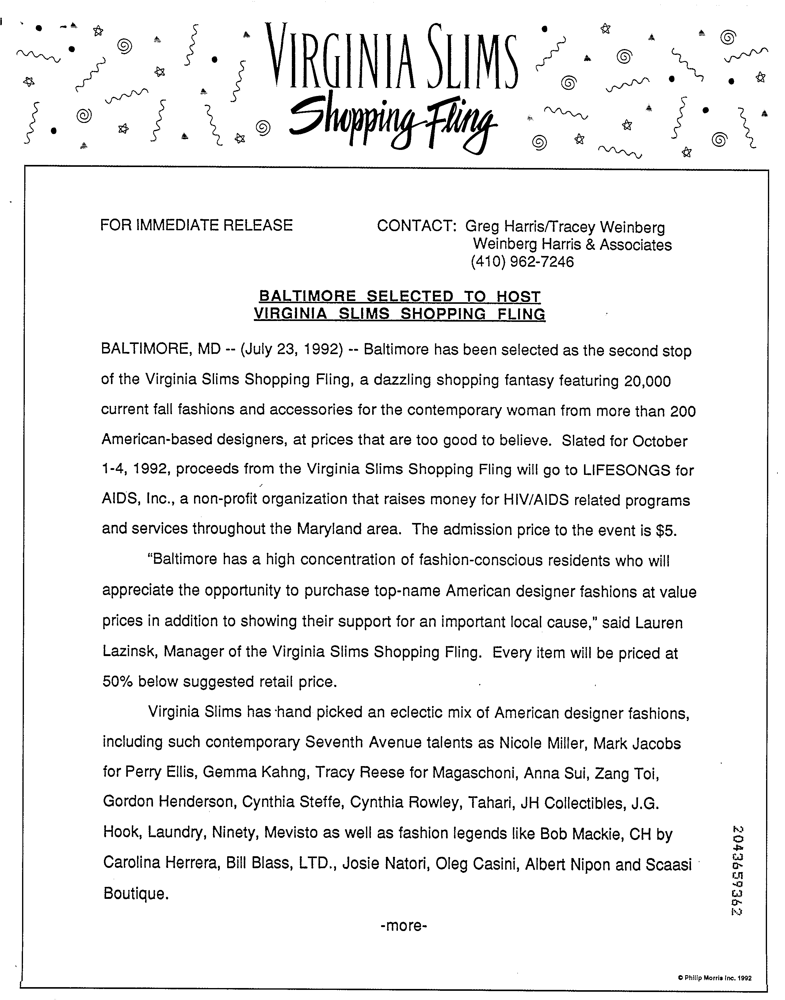 VIRGINIA SLIMS
Shopping Fling
FOR IMMEDIATE RELEASE CONTACT: Greg Harris/Tracey Weinberg
Weinberg Harris & Associates
(410) 962-7246
BALTIMORE SELECTED TO HOST
VIRGINIA SLIMS SHOPPING FLING
BALTIMORE, MD -- (July 23, 1992) -- Baltimore has been selected as the second stop
of the Virginia Slims Shopping Fling, a dazzling shopping fantasy featuring 20,000
current fall fashions and accessories for the contemporary woman from more than 200
American-based designers, at prices that are too good to believe. Slated for October
1-4, 1992, proceeds from the Virginia Slims Shopping Fling will go to LIFESONGS for
AIDS, Inc., a non-profit organization that raises money for HIV/AIDS related programs
and services throughout the Maryland area. The admission price to the event is $5.
"Baltimore has a high concentration of fashion-conscious residents who will
appreciate the opportunity to purchase top-name American designer fashions at value
prices in addition to showing their support for an important local cause," said Lauren
Lazinsk, Manager of the Virginia Slims Shopping Fling. Every item will be priced at
50% below suggested retail price.
Virginia Slims has hand picked an eclectic mix of American designer fashions,
including such contemporary Seventh Avenue talents as Nicole Miller, Mark Jacobs
for Perry Ellis, Gemma Kahng, Tracy Reese for Magaschoni, Anna Sui, Zang Toi,
Gordon Henderson, Cynthia Steffe, Cynthia Rowley, Tahari, JH Collectibles, J.G.
Hook, Laundry, Ninety, Mevisto as well as fashion legends like Bob Mackie, CH by
Carolina Herrera, Bill Blass, LTD., Josie Natori, Oleg Casini, Albert Nipon and Scaasi
Boutique.
-more-
2043659362
© Philip Morris Inc. 1992